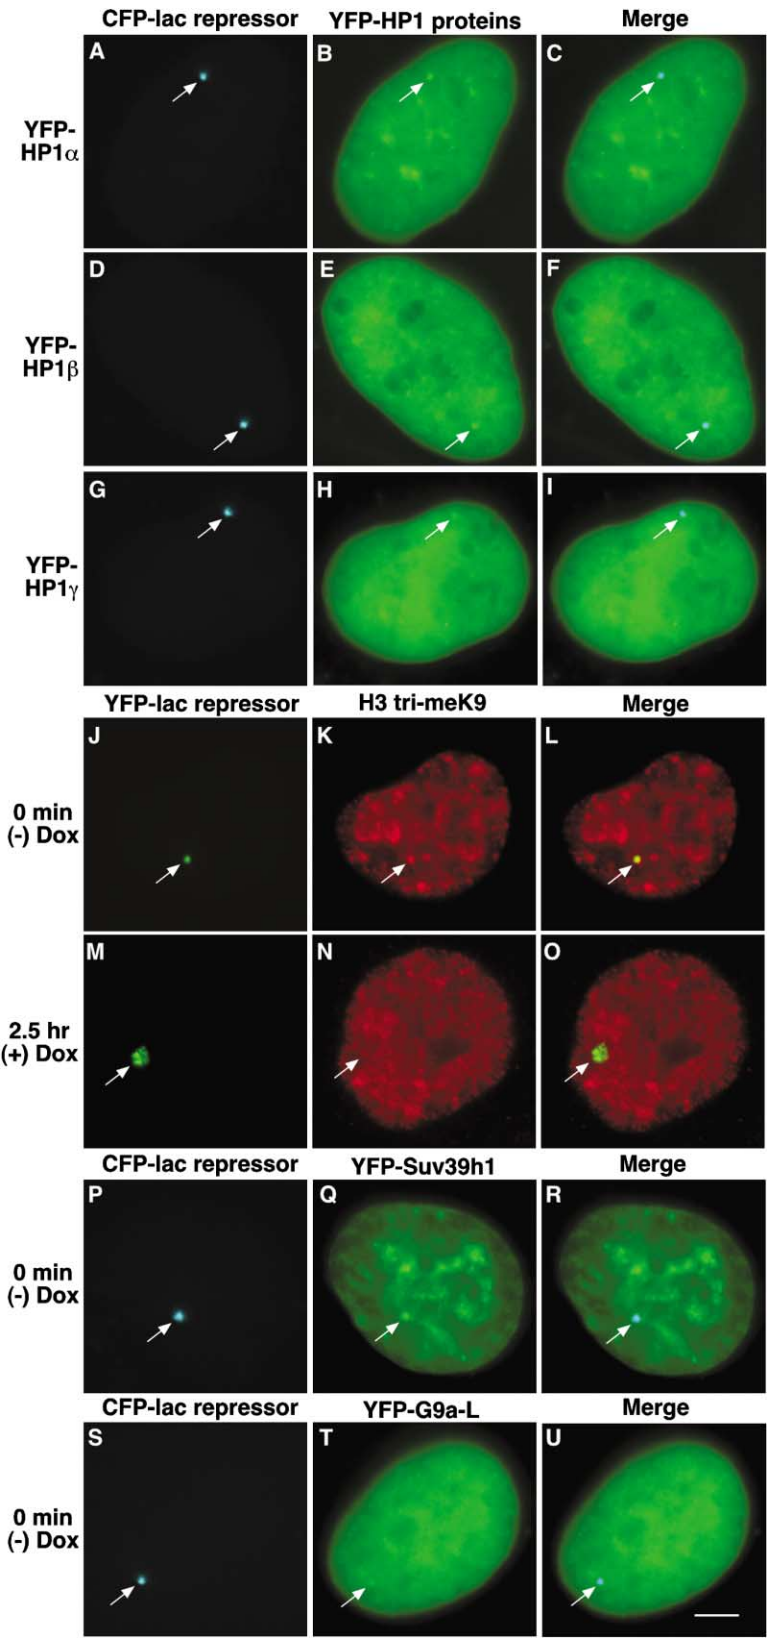 CFP-lac repressor YFP-HP1 proteins Merge
YFP-
HP1α
A B C
YFP-
HP1β
D E F
YFP-
HP1γ
G H I
YFP-lac repressor H3 tri-meK9 Merge
0 min
(-) Dox
J K L
2.5 hr
(+) Dox
M N O
CFP-lac repressor YFP-Suv39h1 Merge
0 min
(-) Dox
P Q R
CFP-lac repressor YFP-G9a-L Merge
0 min
(-) Dox
S T U